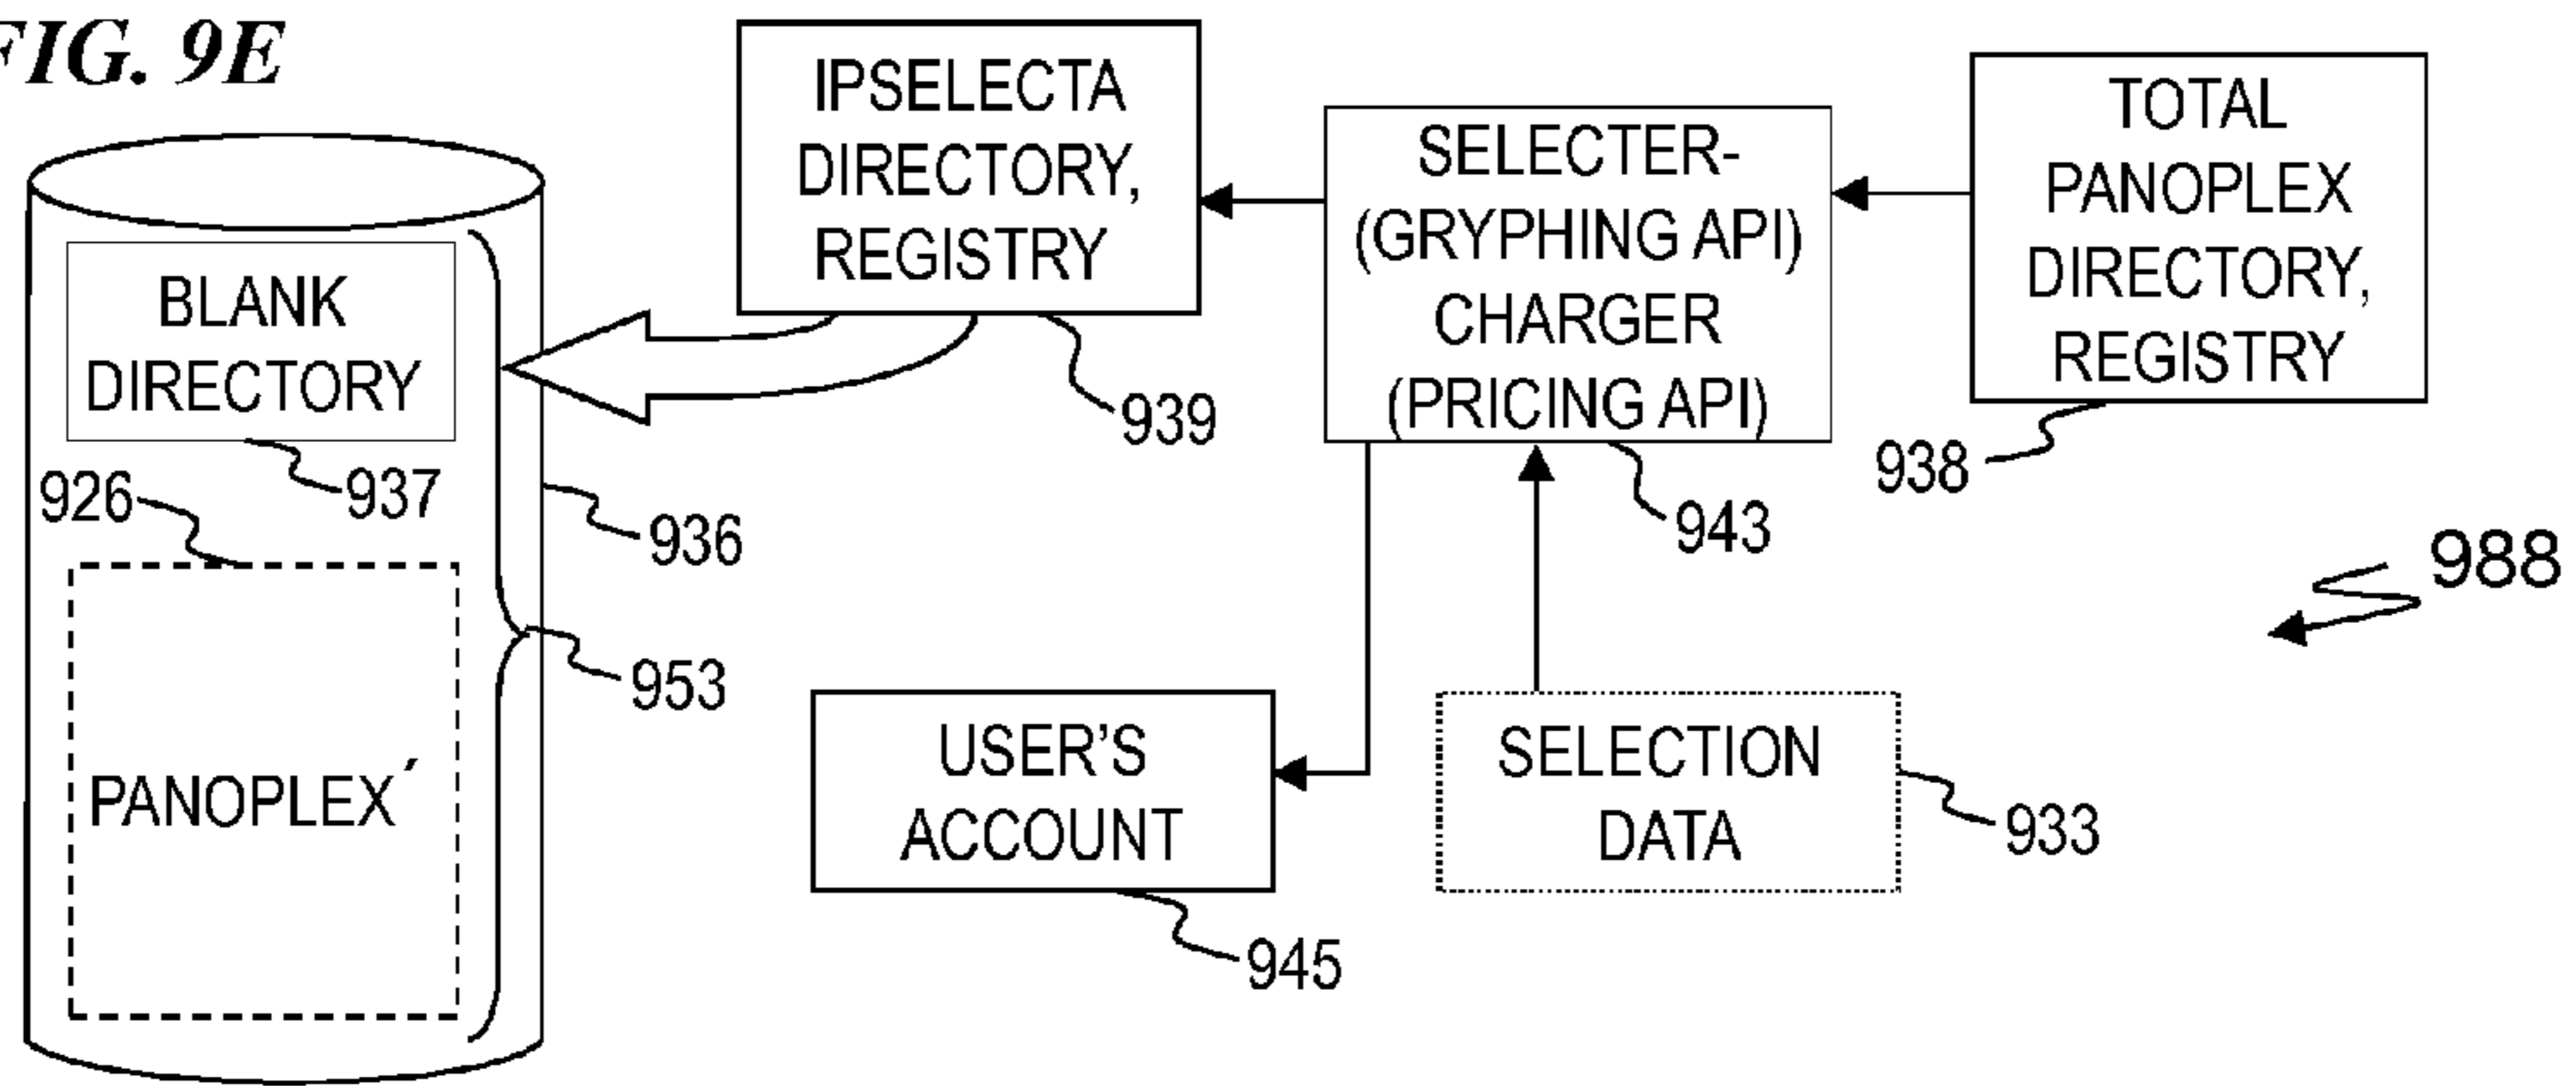 FIG. 9E
IPSELECTA
DIRECTORY,
REGISTRY
939
SELECTER-
(GRYPHING API)
CHARGER
(PRICING API)
943
TOTAL
PANOPLEX
DIRECTORY,
REGISTRY
938
BLANK
DIRECTORY
937
926
936
953
PANOPLEX´
USER’S
ACCOUNT
945
SELECTION
DATA
933
988